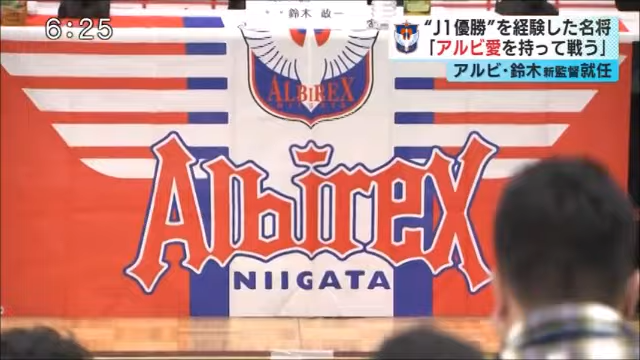 6:25
鈴木 政一
"J1優勝"を経験した名将
「アルビ愛を持って戦う」
アルビ・鈴木新監督就任
ALBIREX
NIIGATA
Albirex
NIIGATA